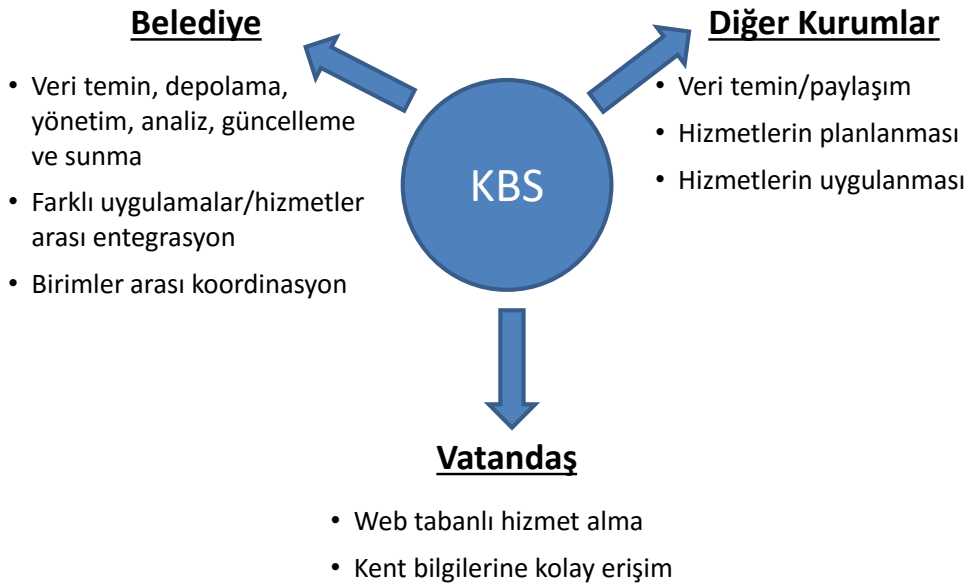 Belediye
• Veri temin, depolama,
yönetim, analiz, güncelleme
ve sunma
• Farklı uygulamalar/hizmetler
arası entegrasyon
• Birimler arası koordinasyon
KBS
Diğer Kurumlar
• Veri temin/paylaşım
• Hizmetlerin planlanması
• Hizmetlerin uygulanması
Vatandaş
• Web tabanlı hizmet alma
• Kent bilgilerine kolay erişim